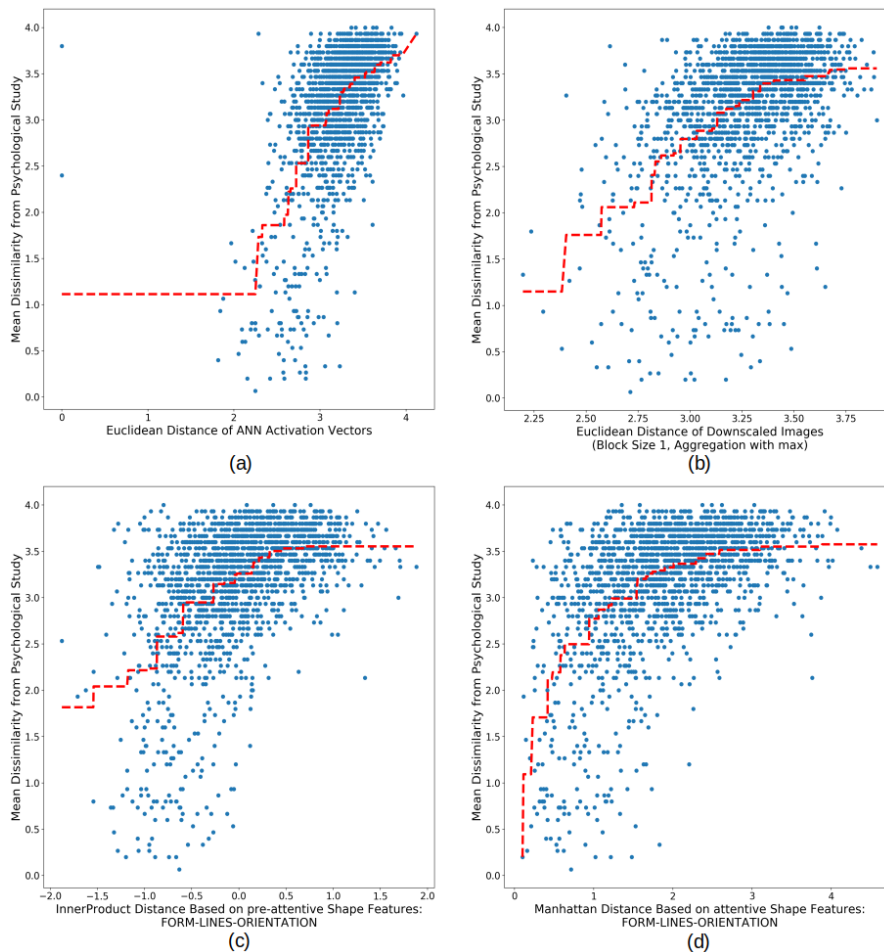 4.0
3.5
3.0
2.5
2.0
1.5
1.0
0.5
0.0
Mean Dissimilarity from Psychological Study
0 1 2 3 4
Euclidean Distance of ANN Activation Vectors
(a)
4.0
3.5
3.0
2.5
2.0
1.5
1.0
0.5
0.0
Mean Dissimilarity from Psychological Study
2.25 2.50 2.75 3.00 3.25 3.50 3.75
Euclidean Distance of Downscaled Images
(Block Size 1, Aggregation with max)
(b)
4.0
3.5
3.0
2.5
2.0
1.5
1.0
0.5
0.0
Mean Dissimilarity from Psychological Study
−2.0 −1.5 −1.0 −0.5 0.0 0.5 1.0 1.5 2.0
InnerProduct Distance Based on pre-attentive Shape Features:
FORM-LINES-ORIENTATION
(c)
4.0
3.5
3.0
2.5
2.0
1.5
1.0
0.5
0.0
Mean Dissimilarity from Psychological Study
0 1 2 3 4
Manhattan Distance Based on attentive Shape Features:
FORM-LINES-ORIENTATION
(d)